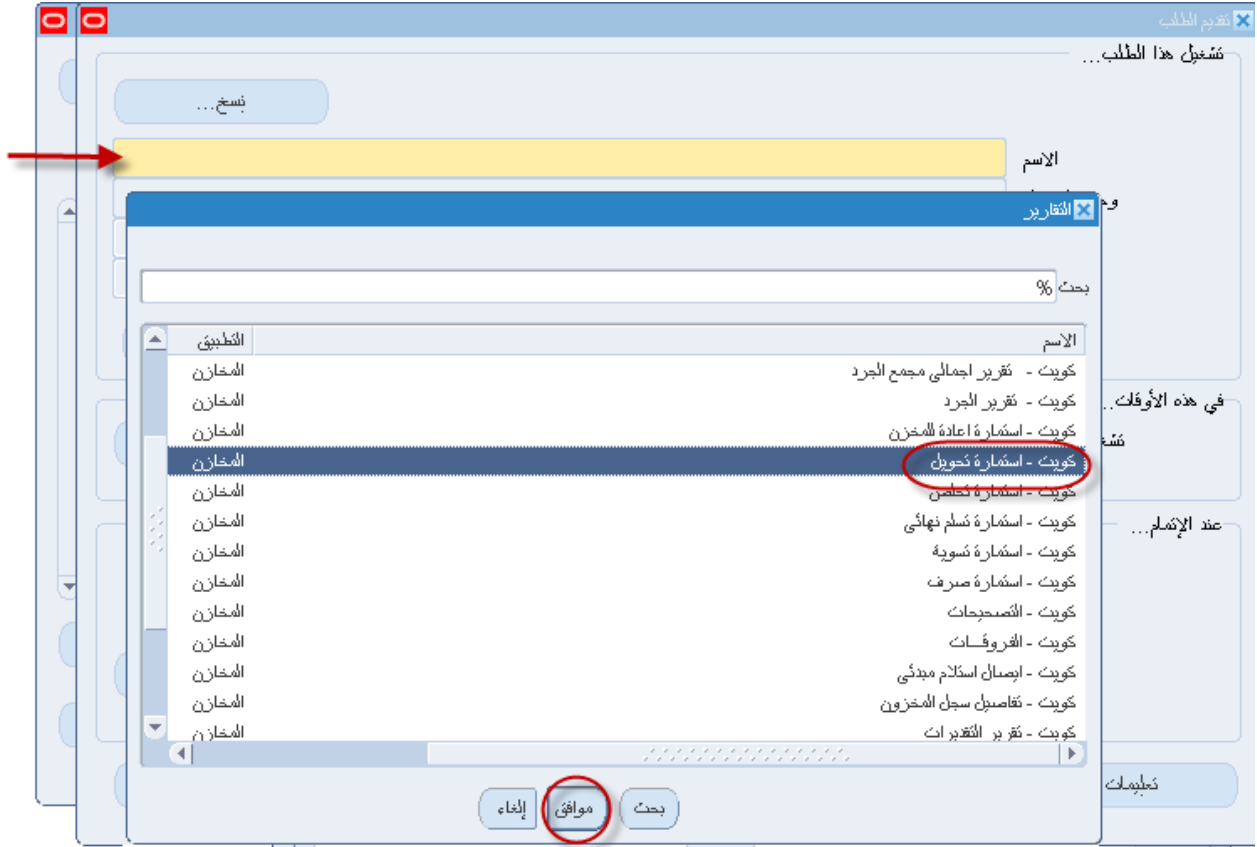 تقديم الطلب
تشغيل هذا الطلب...
نسخ...
الاسم
التقارير
بحث %
الاسم التطبيق
كويت - تقرير اجمالى مجمع الجرد المخازن
كويت - تقرير الجرد المخازن
كويت - استمارة اعادة للمخزن المخازن
كويت - استمارة تحويل المخازن
كويت - استمارة تخلص المخازن
كويت - استمارة تسلم نهائى المخازن
كويت - استمارة تسوية المخازن
كويت - استمارة صرف المخازن
كويت - التصحيحات المخازن
كويت - الفروقــات المخازن
كويت - ايصال استلام مبدئى المخازن
كويت - تفاصيل سجل المخزون المخازن
كويت - تقرير التقديرات المخازن
بحث موافق إلغاء
في هذه الأوقات...
عند الإتمام...
تعليمات